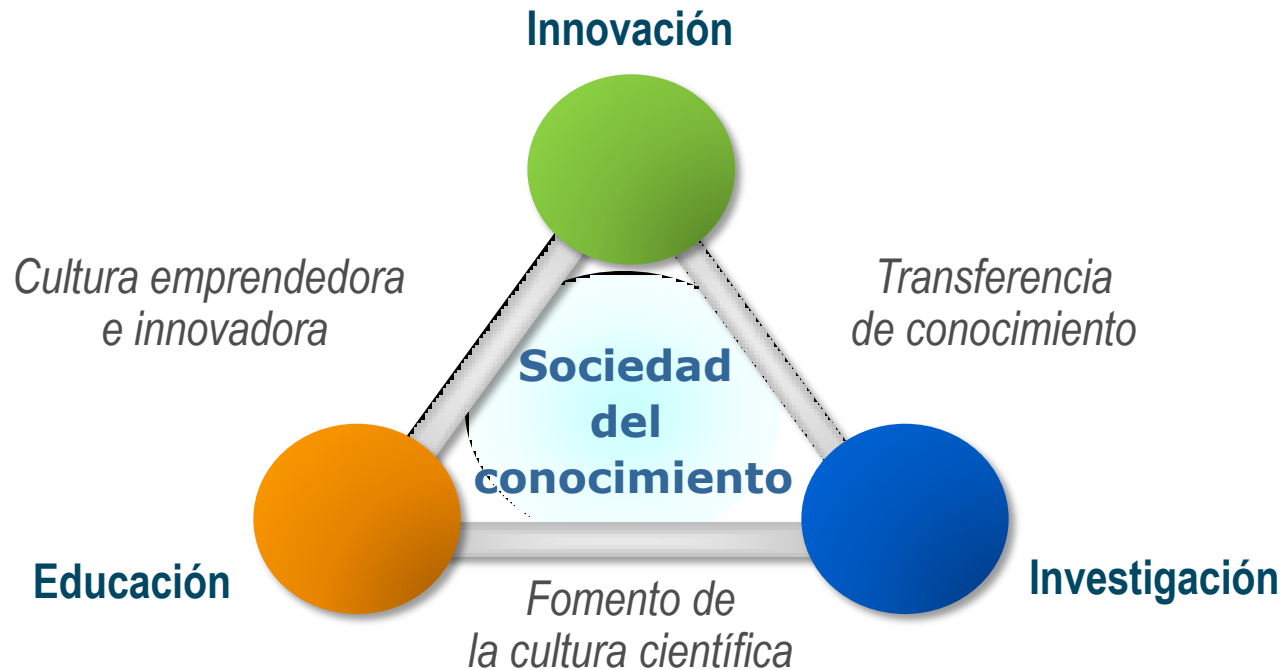 Innovación
Cultura emprendedora
e innovadora
Transferencia
de conocimiento
Sociedad
del
conocimiento
Educación
Investigación
Fomento de
la cultura científica